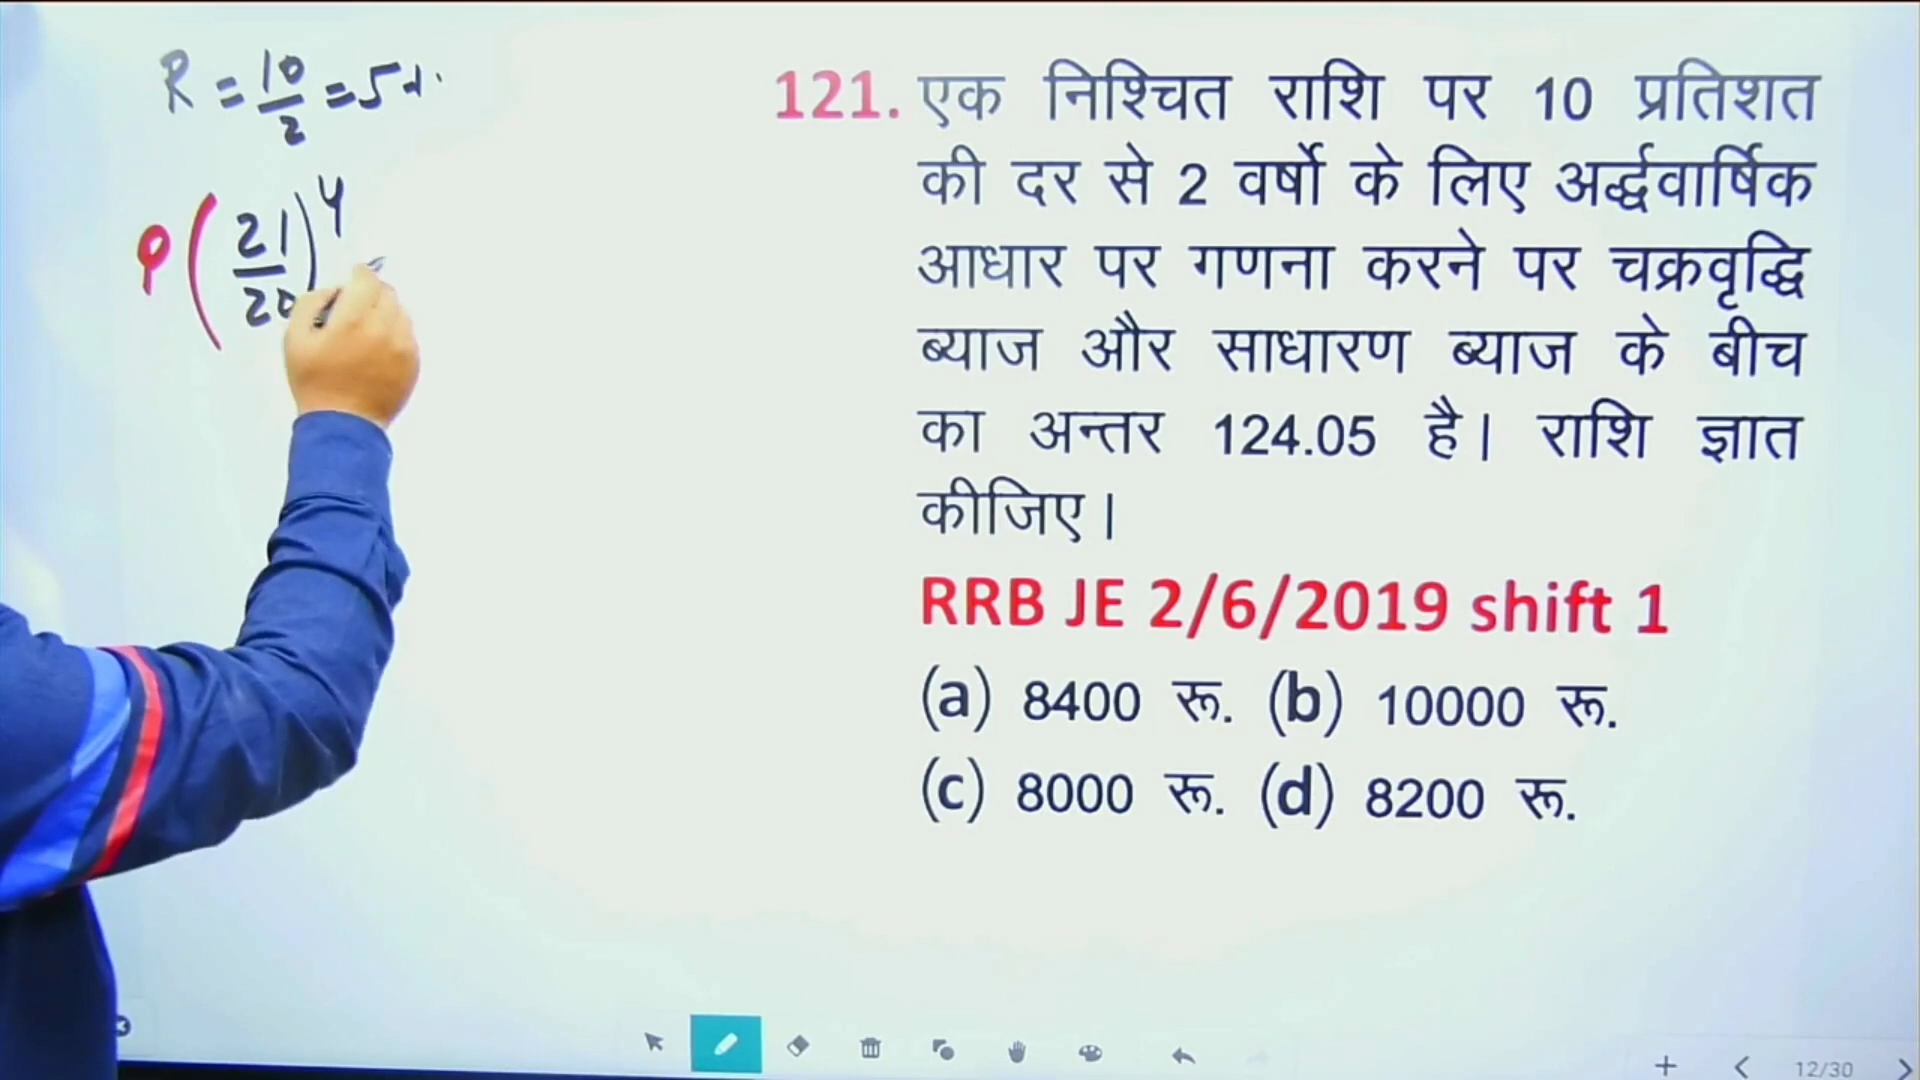 R = 10/2 = 5%
P (21/20)^4
121. एक निश्चित राशि पर 10 प्रतिशत
की दर से 2 वर्षो के लिए अर्द्धवार्षिक
आधार पर गणना करने पर चक्रवृद्धि
ब्याज और साधारण ब्याज के बीच
का अन्तर 124.05 है। राशि ज्ञात
कीजिए।
RRB JE 2/6/2019 shift 1
(a) 8400 रू. (b) 10000 रू.
(c) 8000 रू. (d) 8200 रू.
12/30